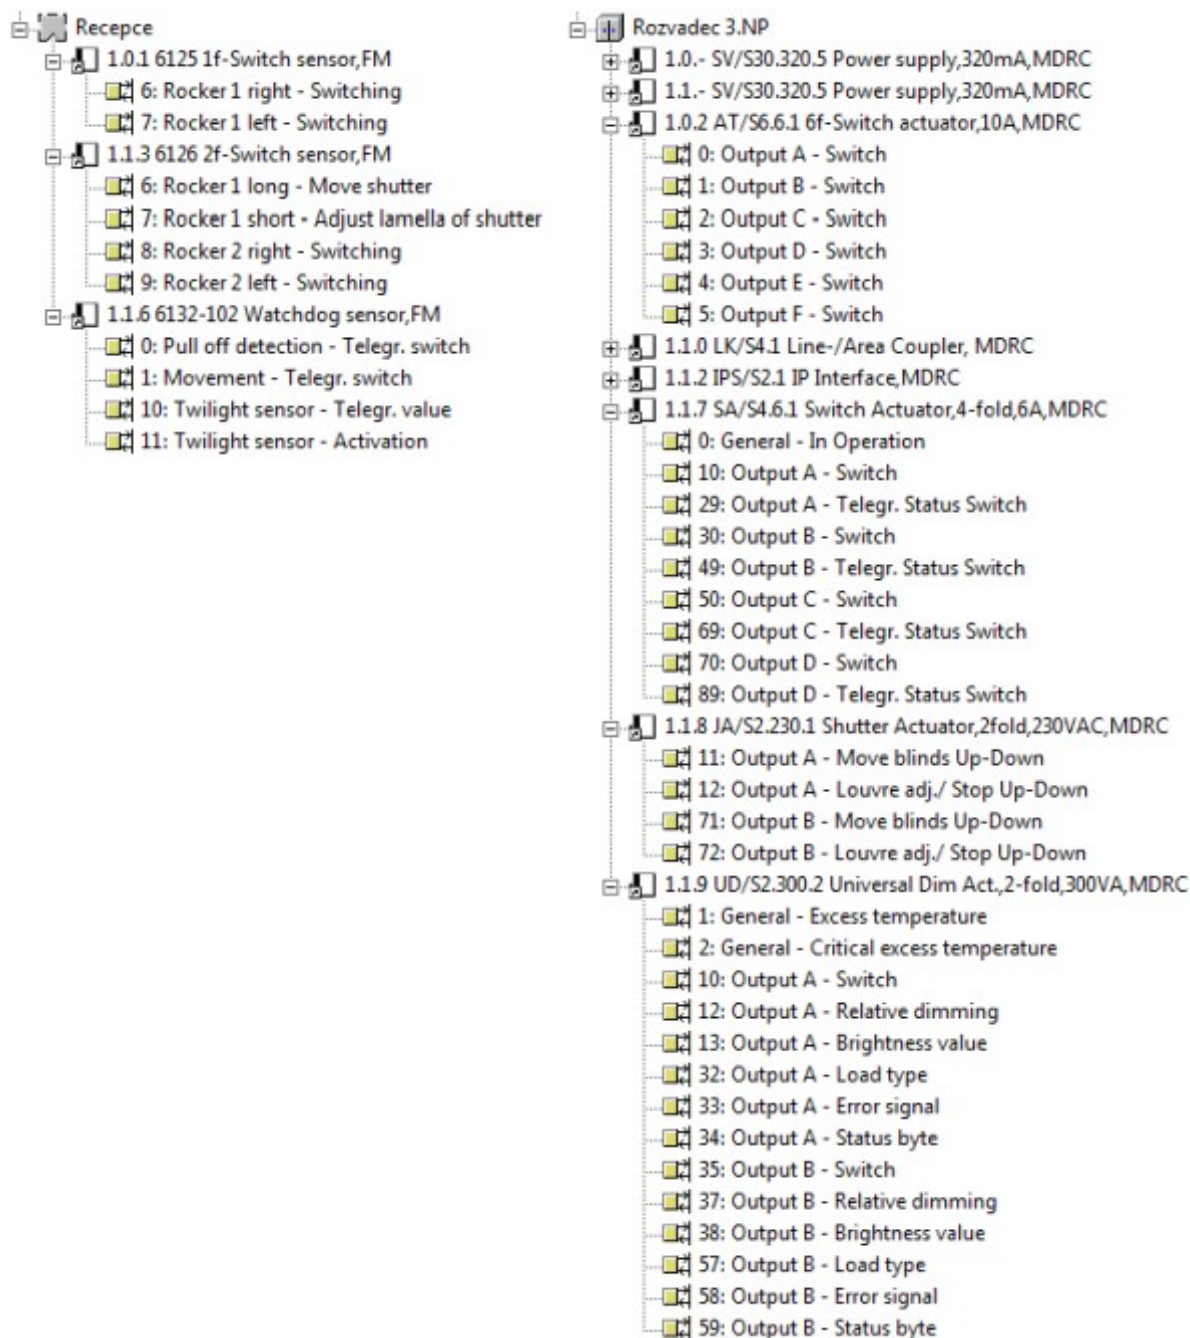 Recepce
1.0.1 6125 1f-Switch sensor,FM
6: Rocker 1 right - Switching
7: Rocker 1 left - Switching
1.1.3 6126 2f-Switch sensor,FM
6: Rocker 1 long - Move shutter
7: Rocker 1 short - Adjust lamella of shutter
8: Rocker 2 right - Switching
9: Rocker 2 left - Switching
1.1.6 6132-102 Watchdog sensor,FM
0: Pull off detection - Telegr. switch
1: Movement - Telegr. switch
10: Twilight sensor - Telegr. value
11: Twilight sensor - Activation
Rozvadec 3.NP
1.0.- SV/S30.320.5 Power supply,320mA,MDRC
1.1.- SV/S30.320.5 Power supply,320mA,MDRC
1.0.2 AT/S6.6.1 6f-Switch actuator,10A,MDRC
0: Output A - Switch
1: Output B - Switch
2: Output C - Switch
3: Output D - Switch
4: Output E - Switch
5: Output F - Switch
1.1.0 LK/S4.1 Line-/Area Coupler, MDRC
1.1.2 IPS/S2.1 IP Interface,MDRC
1.1.7 SA/S4.6.1 Switch Actuator,4-fold,6A,MDRC
0: General - In Operation
10: Output A - Switch
29: Output A - Telegr. Status Switch
30: Output B - Switch
49: Output B - Telegr. Status Switch
50: Output C - Switch
69: Output C - Telegr. Status Switch
70: Output D - Switch
89: Output D - Telegr. Status Switch
1.1.8 JA/S2.230.1 Shutter Actuator,2fold,230VAC,MDRC
11: Output A - Move blinds Up-Down
12: Output A - Louvre adj./ Stop Up-Down
71: Output B - Move blinds Up-Down
72: Output B - Louvre adj./ Stop Up-Down
1.1.9 UD/S2.300.2 Universal Dim Act.,2-fold,300VA,MDRC
1: General - Excess temperature
2: General - Critical excess temperature
10: Output A - Switch
12: Output A - Relative dimming
13: Output A - Brightness value
32: Output A - Load type
33: Output A - Error signal
34: Output A - Status byte
35: Output B - Switch
37: Output B - Relative dimming
38: Output B - Brightness value
57: Output B - Load type
58: Output B - Error signal
59: Output B - Status byte